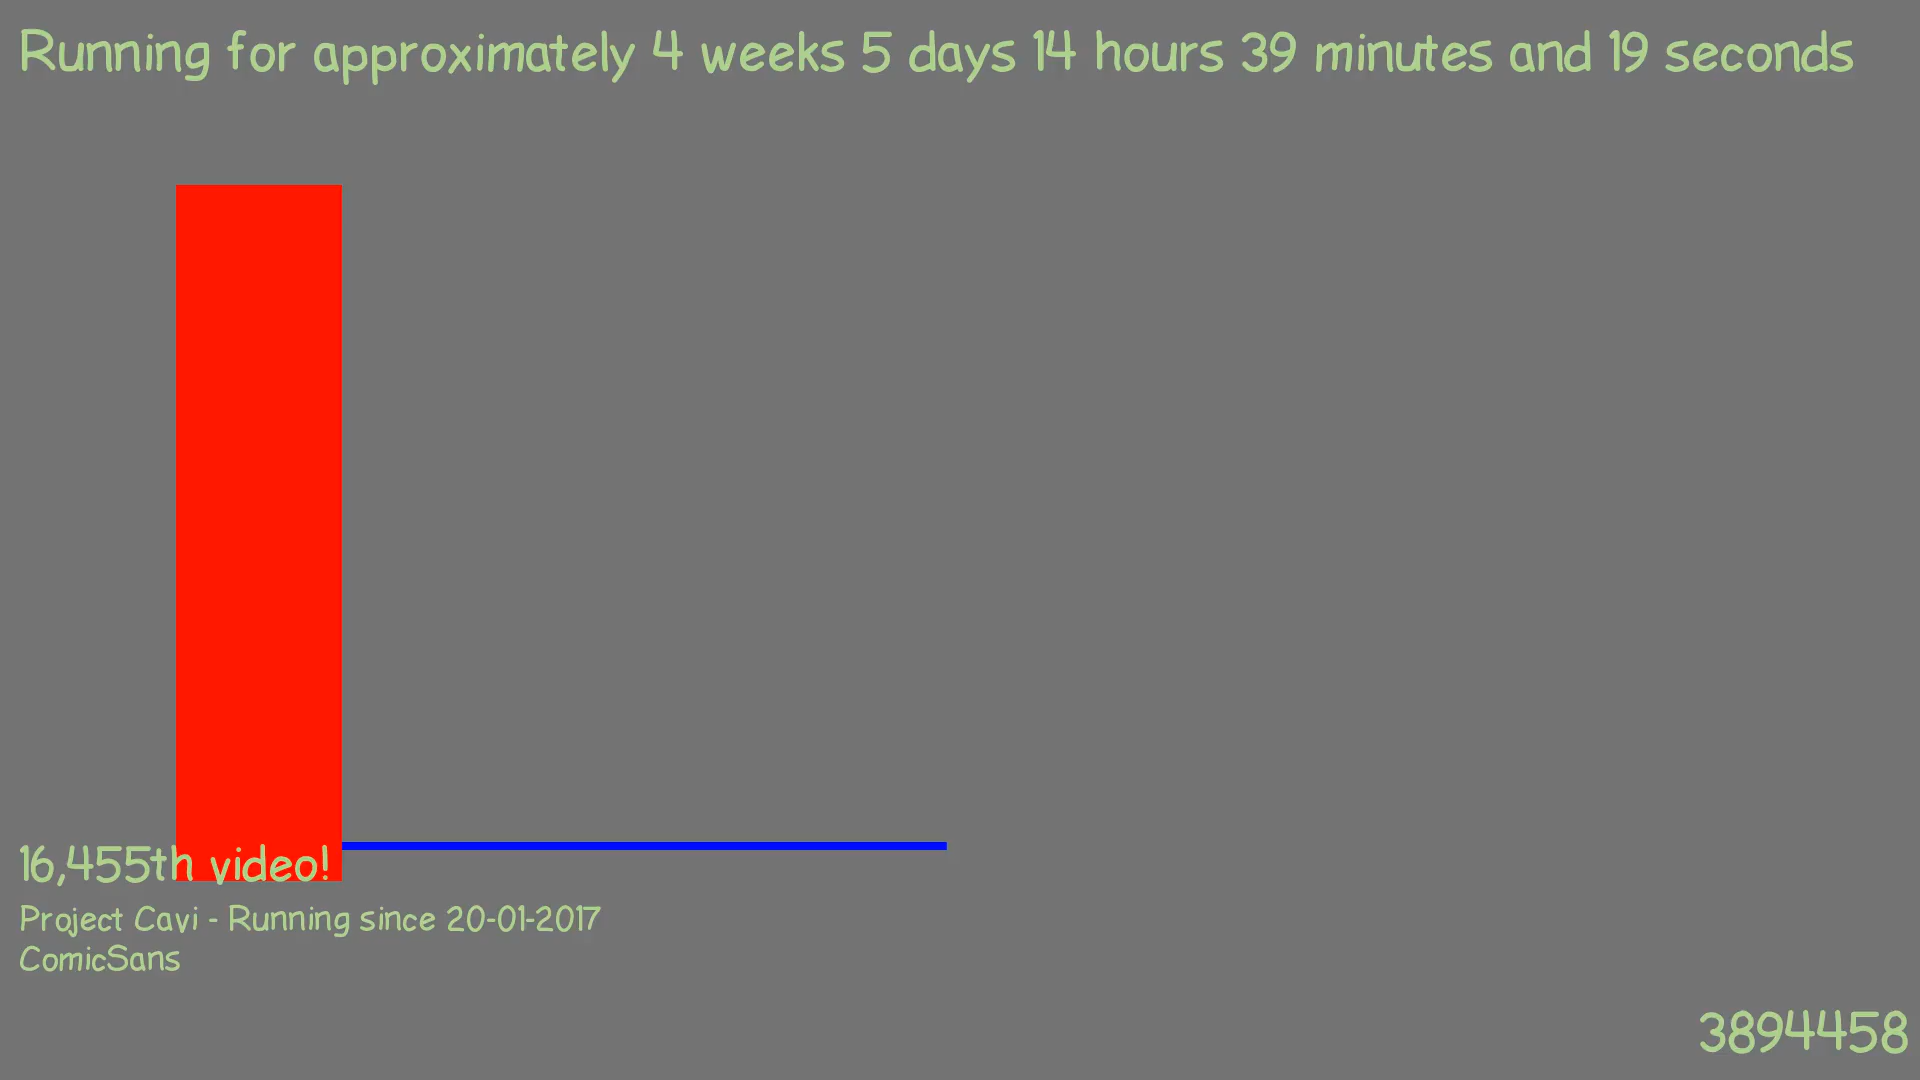 Running for approximately 4 weeks 5 days 14 hours 39 minutes and 19 seconds
16,455th video!
Project Cavi - Running since 20-01-2017
ComicSans
3894458